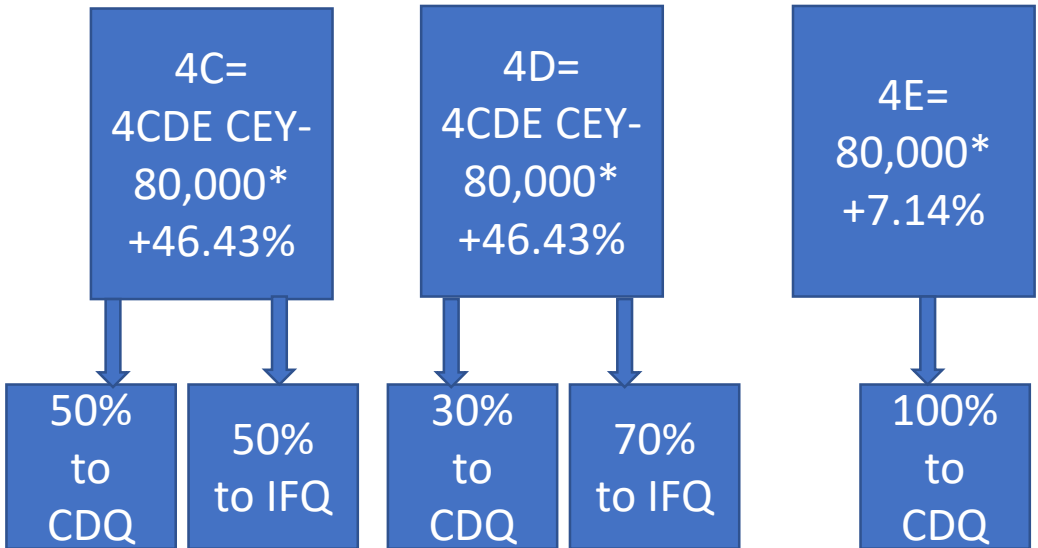 4C=
4CDE CEY-
80,000*
+46.43%
4D=
4CDE CEY-
80,000*
+46.43%
4E=
80,000*
+7.14%
50%
to
CDQ
50%
to IFQ
30%
to
CDQ
70%
to IFQ
100%
to
CDQ